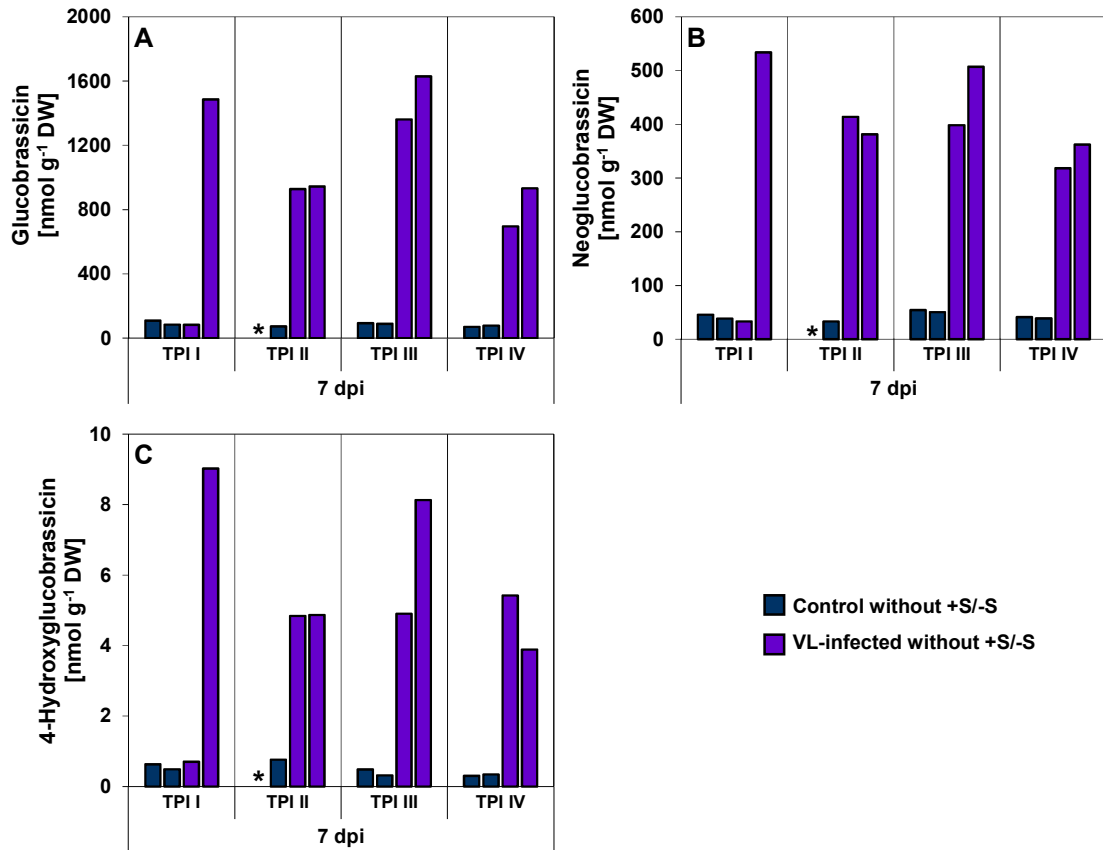 A
Glucobrassicin
[nmol g-1 DW]
2000
1600
1200
800
400
0
*
TPI I TPI II TPI III TPI IV
7 dpi
B
Neoglucobrassicin
[nmol g-1 DW]
600
500
400
300
200
100
0
*
TPI I TPI II TPI III TPI IV
7 dpi
C
4-Hydroxyglucobrassicin
[nmol g-1 DW]
10
8
6
4
2
0
*
TPI I TPI II TPI III TPI IV
7 dpi
Control without +S/-S
VL-infected without +S/-S